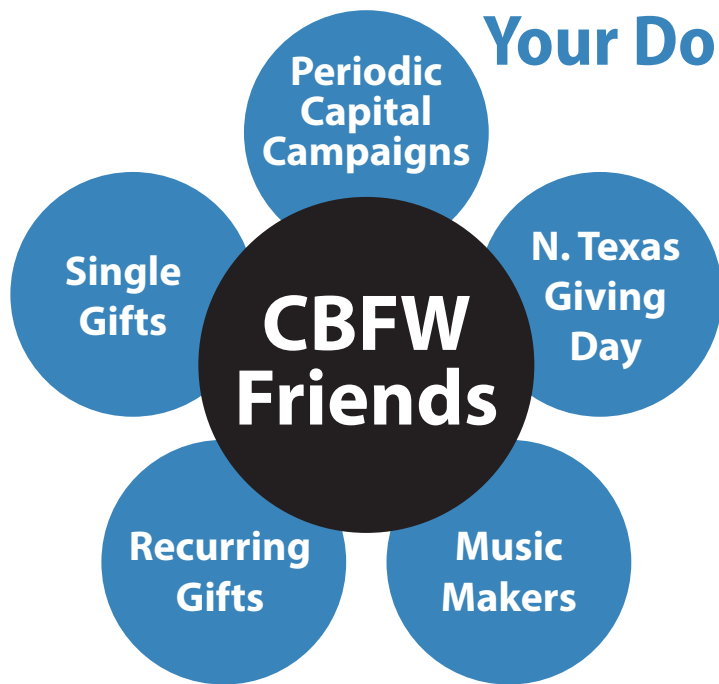 Your Do
Periodic
Capital
Campaigns
Single
Gifts
N. Texas
Giving
Day
CBFW
Friends
Recurring
Gifts
Music
Makers